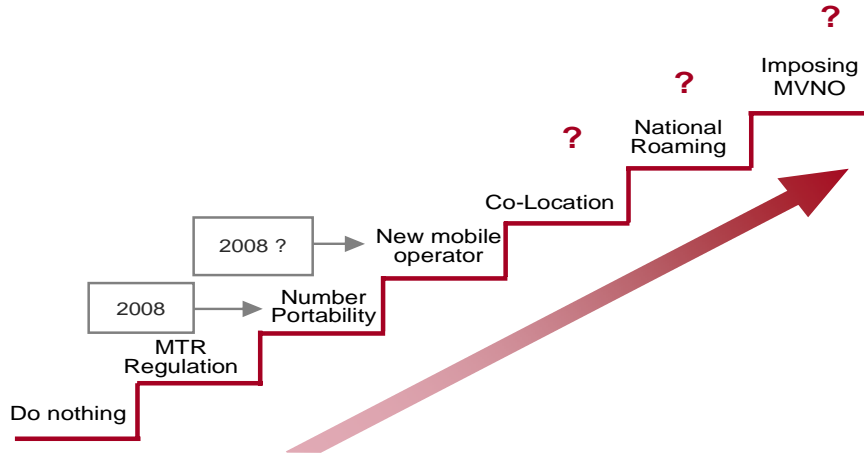 ?
Imposing
MVNO
?
National
Roaming
?
Co-Location
2008 ?
New mobile
operator
2008
Number
Portability
MTR
Regulation
Do nothing